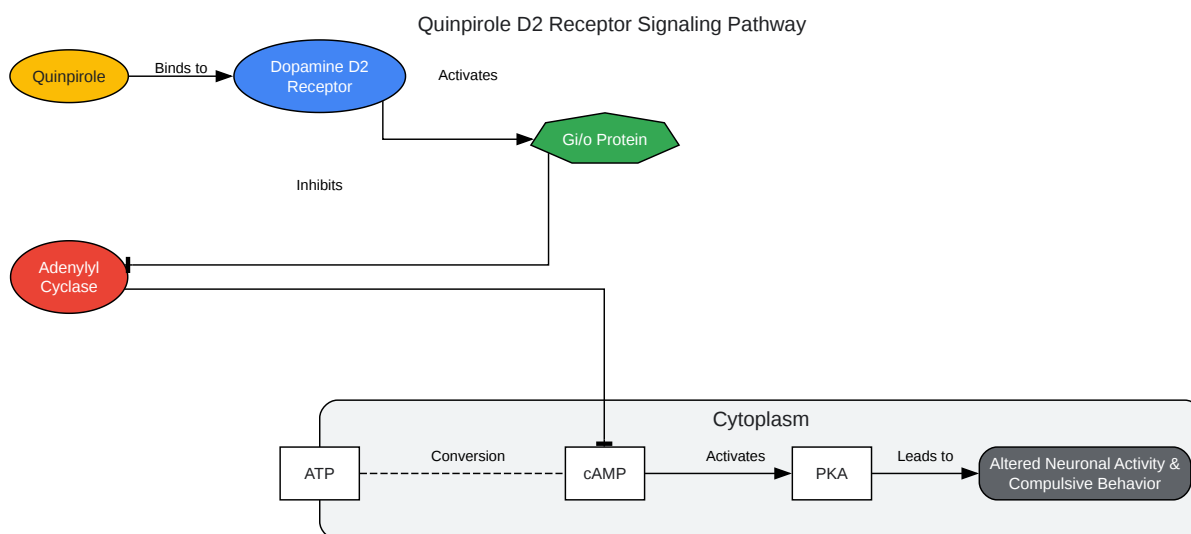 Quinpirole D2 Receptor Signaling Pathway
Quinpirole
Binds to
Dopamine D2
Receptor
Activates
Gi/o Protein
Inhibits
Adenylyl
Cyclase
Cytoplasm
ATP
Conversion
cAMP
Activates
PKA
Leads to
Altered Neuronal Activity &
Compulsive Behavior